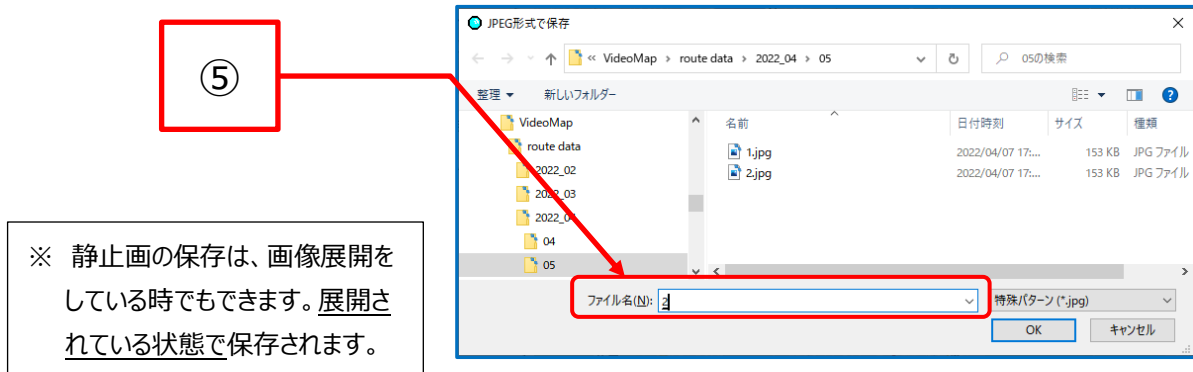 ⑤
※ 静止画の保存は、画像展開を
している時でもできます。展開さ
れている状態で保存されます。
JPEG形式で保存
« VideoMap > route data > 2022_04 > 05
05の検索
整理 新しいフォルダー
VideoMap
route data
2022_02
2022_03
2022_04
04
05
名前 日付時刻 サイズ 種類
1.jpg 2022/04/07 17:... 153 KB JPG ファイル
2.jpg 2022/04/07 17:... 153 KB JPG ファイル
ファイル名(N): 2
特殊パターン (*.jpg)
OK キャンセル